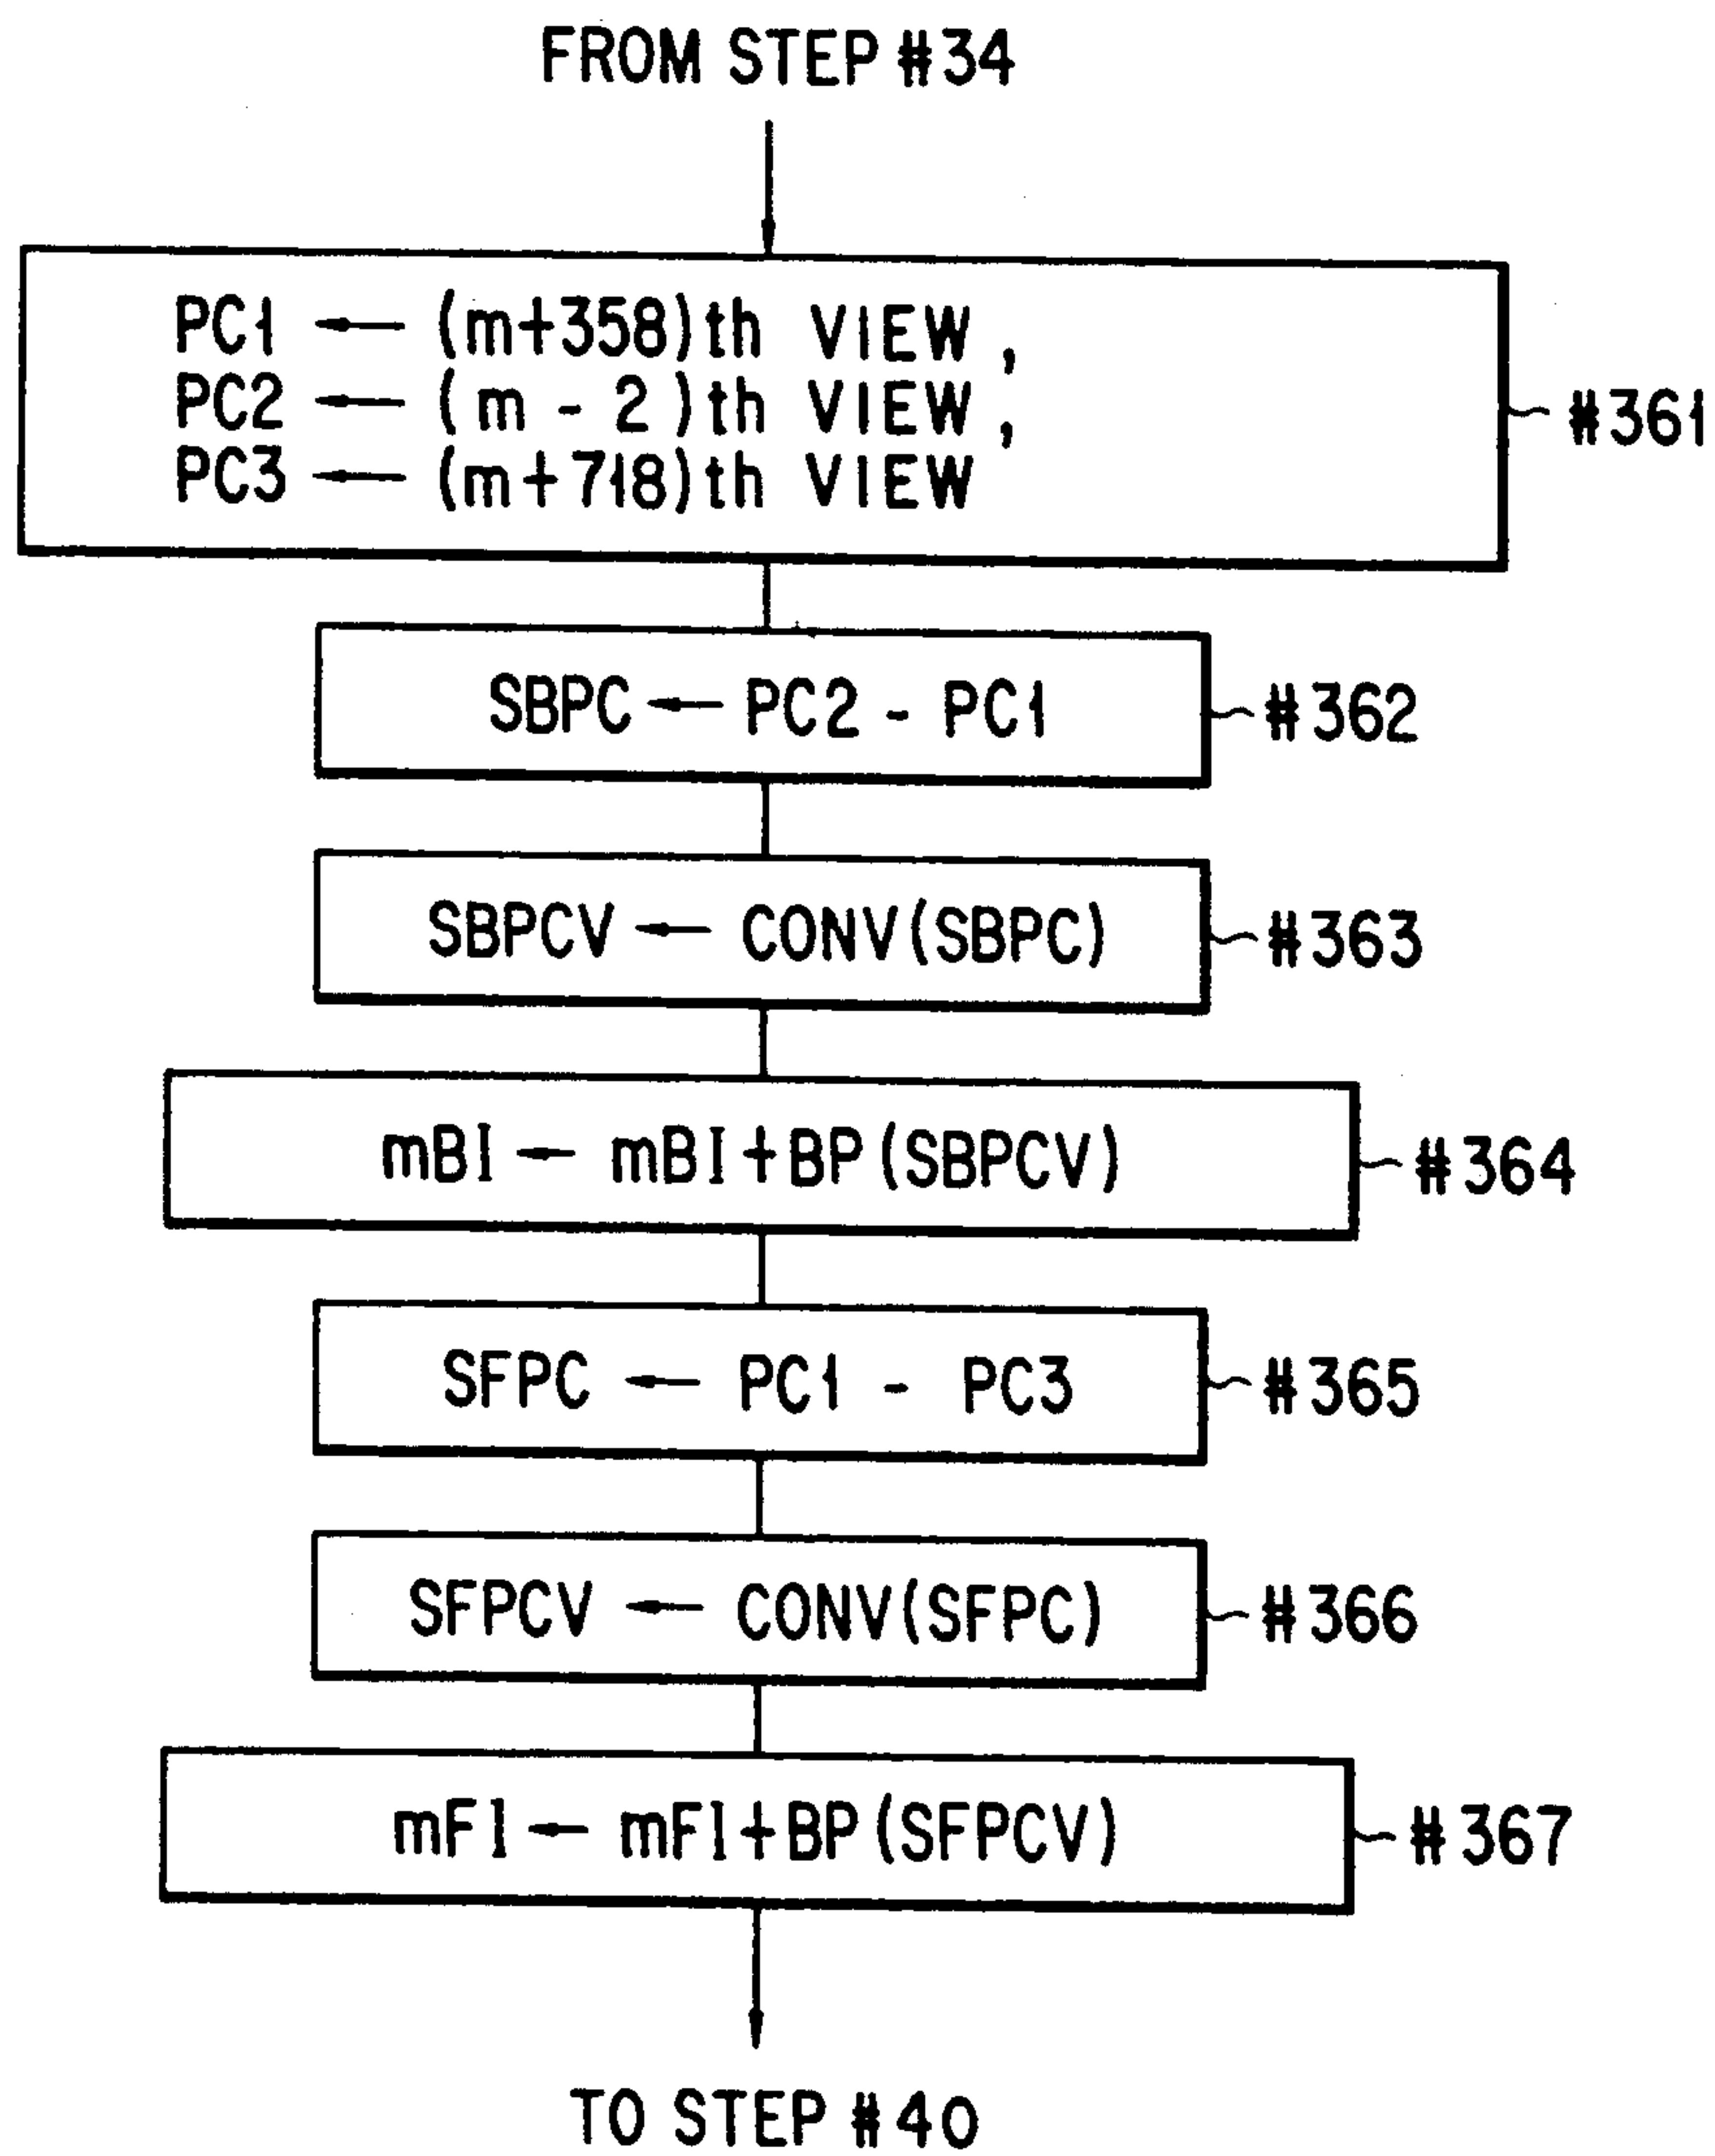 FROM STEP #34
PC1 ← (m+358)th VIEW,
PC2 ← (m - 2)th VIEW,
PC3 ← (m+718)th VIEW
#361
SBPC ← PC2 - PC1
#362
SBPCV ← CONV(SBPC)
#363
mBI ← mBI+BP(SBPCV)
#364
SFPC ← PC1 - PC3
#365
SFPCV ← CONV(SFPC)
#366
mFI ← mFI+BP(SFPCV)
#367
TO STEP #40